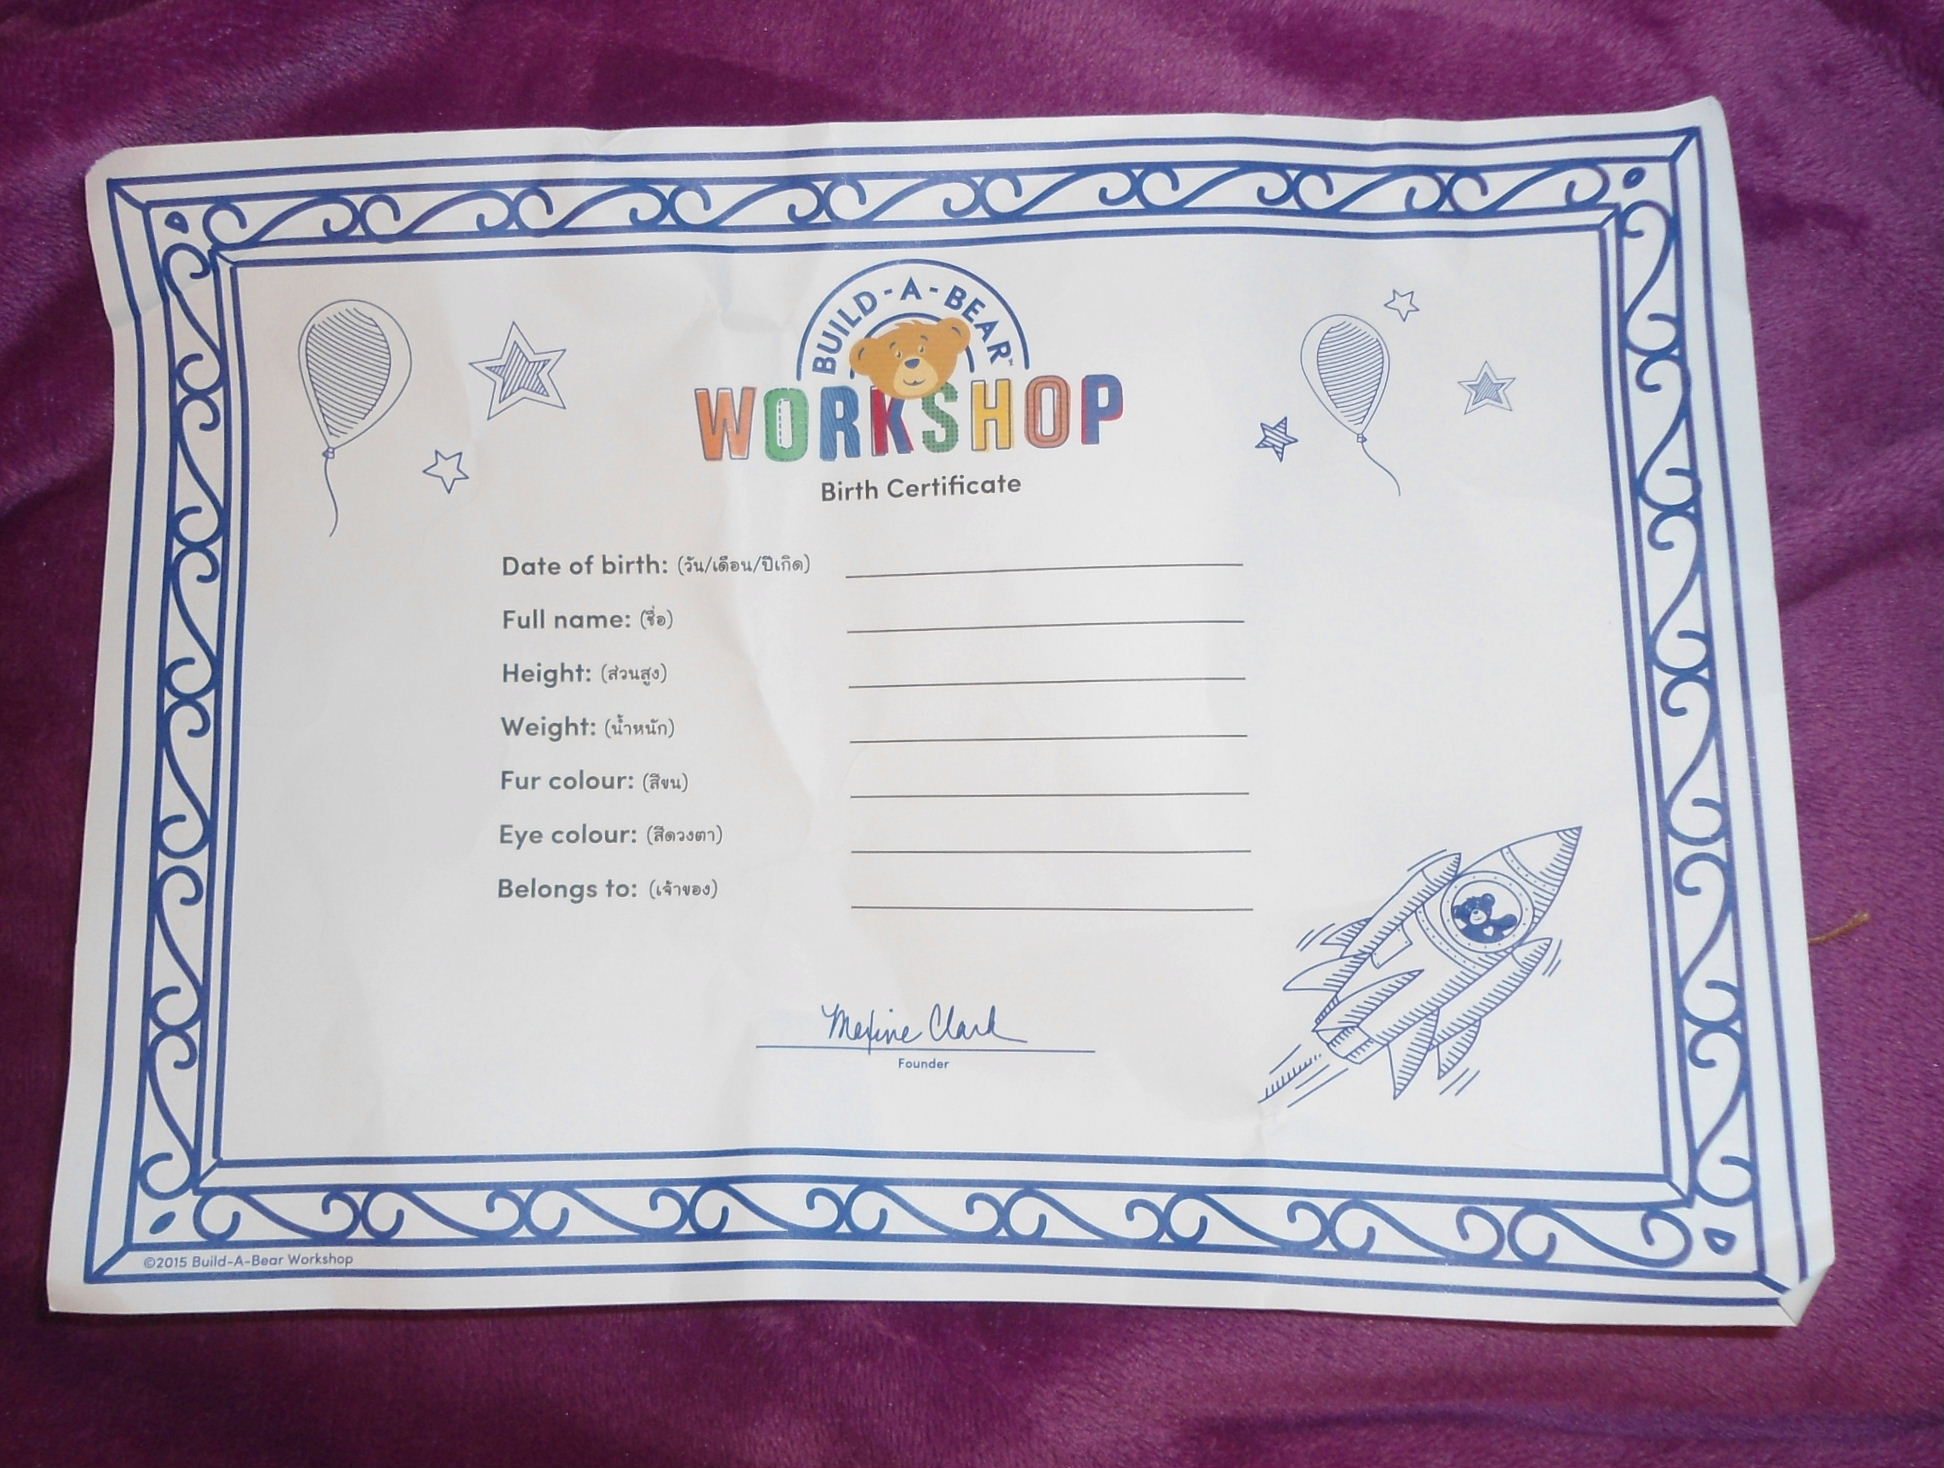 BUILD-A-BEAR™
WORKSHOP
Birth Certificate
Date of birth: (วัน/เดือน/ปีเกิด)
Full name: (ชื่อ)
Height: (ส่วนสูง)
Weight: (น้ำหนัก)
Fur colour: (สีขน)
Eye colour: (สีดวงตา)
Belongs to: (เจ้าของ)
Maxine Clark
Founder
©2015 Build-A-Bear Workshop